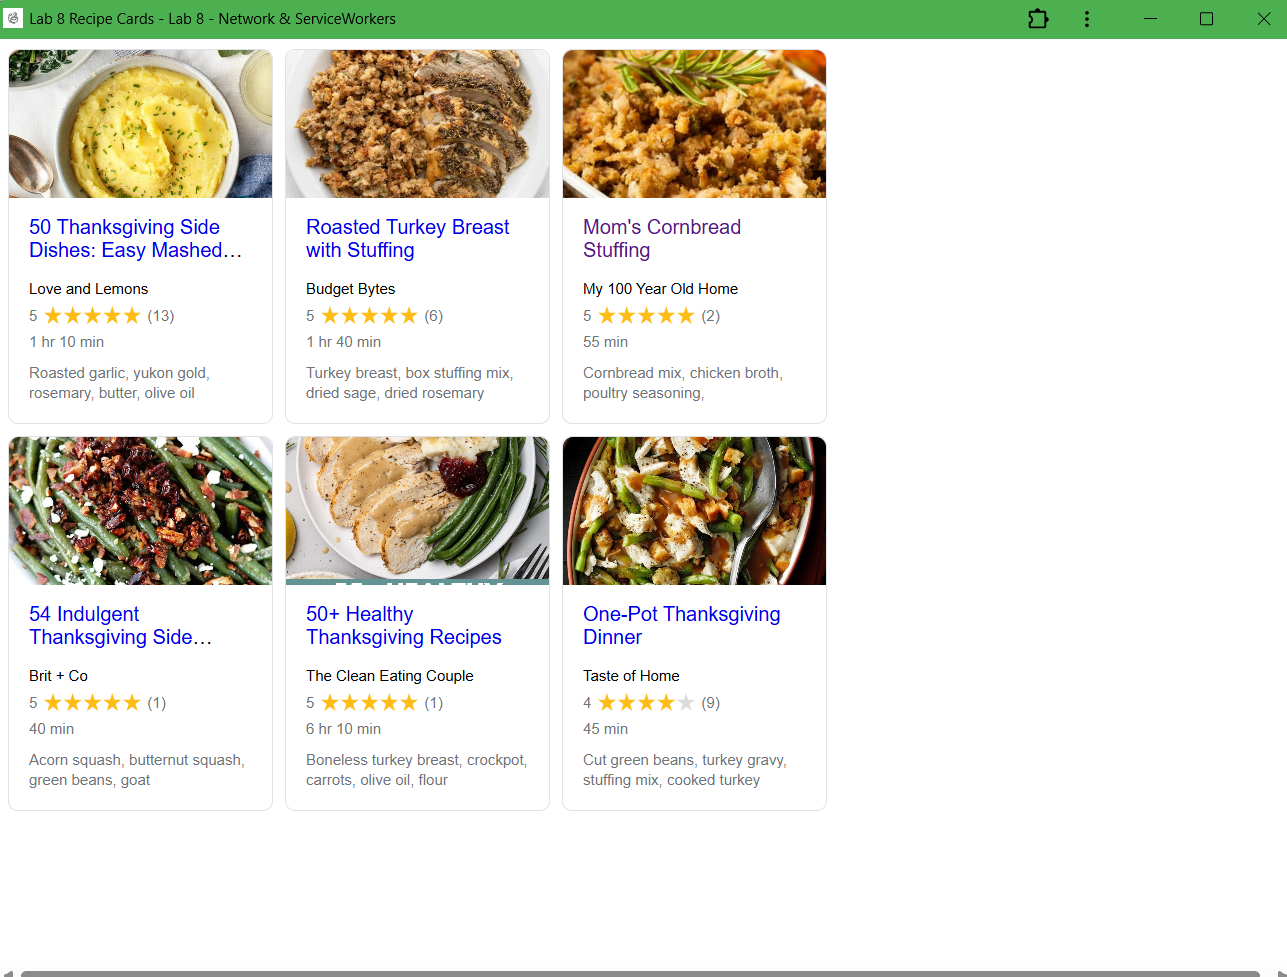 Lab 8 Recipe Cards - Lab 8 - Network & ServiceWorkers
50 Thanksgiving Side
Dishes: Easy Mashed…
Love and Lemons
5 ★★★★★ (13)
1 hr 10 min
Roasted garlic, yukon gold,
rosemary, butter, olive oil
Roasted Turkey Breast
with Stuffing
Budget Bytes
5 ★★★★★ (6)
1 hr 40 min
Turkey breast, box stuffing mix,
dried sage, dried rosemary
Mom's Cornbread
Stuffing
My 100 Year Old Home
5 ★★★★★ (2)
55 min
Cornbread mix, chicken broth,
poultry seasoning,
54 Indulgent
Thanksgiving Side…
Brit + Co
5 ★★★★★ (1)
40 min
Acorn squash, butternut squash,
green beans, goat
50+ Healthy
Thanksgiving Recipes
The Clean Eating Couple
5 ★★★★★ (1)
6 hr 10 min
Boneless turkey breast, crockpot,
carrots, olive oil, flour
One-Pot Thanksgiving
Dinner
Taste of Home
4 ★★★★★ (9)
45 min
Cut green beans, turkey gravy,
stuffing mix, cooked turkey